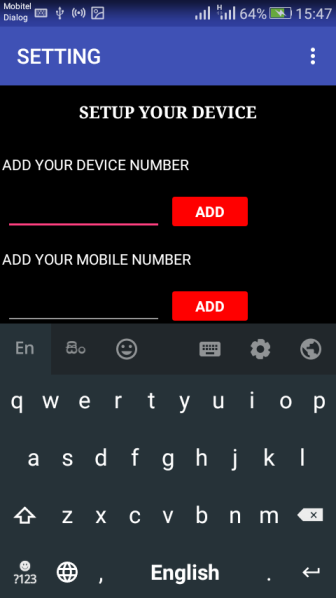 Mobitel
Dialog
H
64%
15:47
SETTING
SETUP YOUR DEVICE
ADD YOUR DEVICE NUMBER
ADD
ADD YOUR MOBILE NUMBER
ADD
En
q w e r t y u i o p
a s d f g h j k l
z x c v b n m
?123 , English .